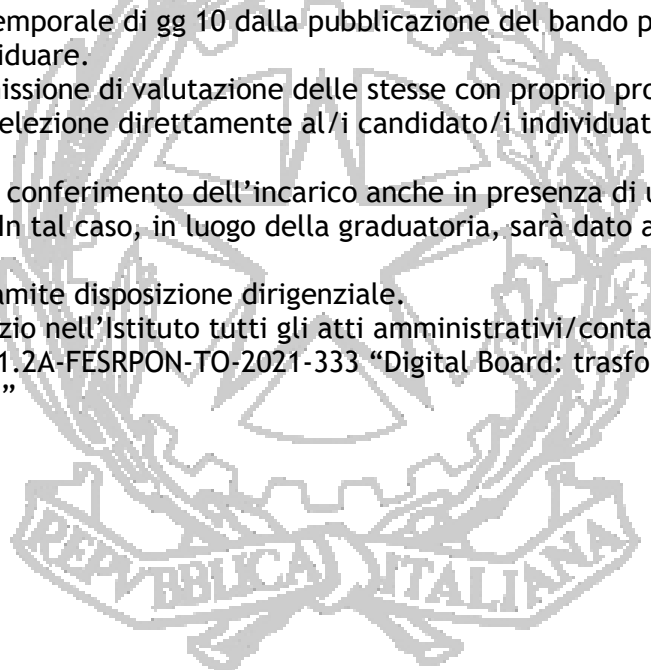 emporale di gg 10 dalla pubblicazione del bando p
iduare.
issione di valutazione delle stesse con proprio pro
elezione direttamente al/i candidato/i individuat
conferimento dell’incarico anche in presenza di u
In tal caso, in luogo della graduatoria, sarà dato a
amite disposizione dirigenziale.
zio nell’Istituto tutti gli atti amministrativi/conta
1.2A-FESRPON-TO-2021-333 “Digital Board: trasfo
”
REPVBBLICA ITALIANA